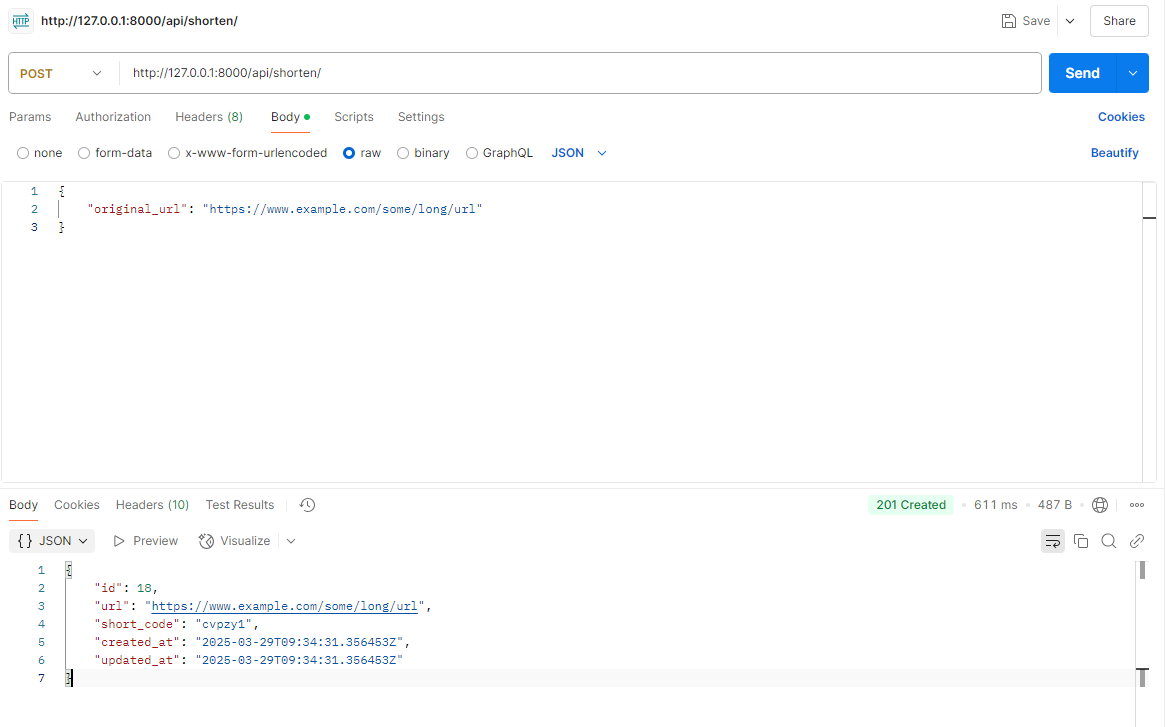 HTTP http://127.0.0.1:8000/api/shorten/ Save Share
POST http://127.0.0.1:8000/api/shorten/ Send
Params Authorization Headers (8) Body Scripts Settings Cookies
none form-data x-www-form-urlencoded raw binary GraphQL JSON Beautify
1 {
2 "original_url": "https://www.example.com/some/long/url"
3 }
Body Cookies Headers (10) Test Results 201 Created 611 ms 487 B
{} JSON Preview Visualize
1 {
2 "id": 18,
3 "url": "https://www.example.com/some/long/url",
4 "short_code": "cvpzy1",
5 "created_at": "2025-03-29T09:34:31.356453Z",
6 "updated_at": "2025-03-29T09:34:31.356453Z"
7 }